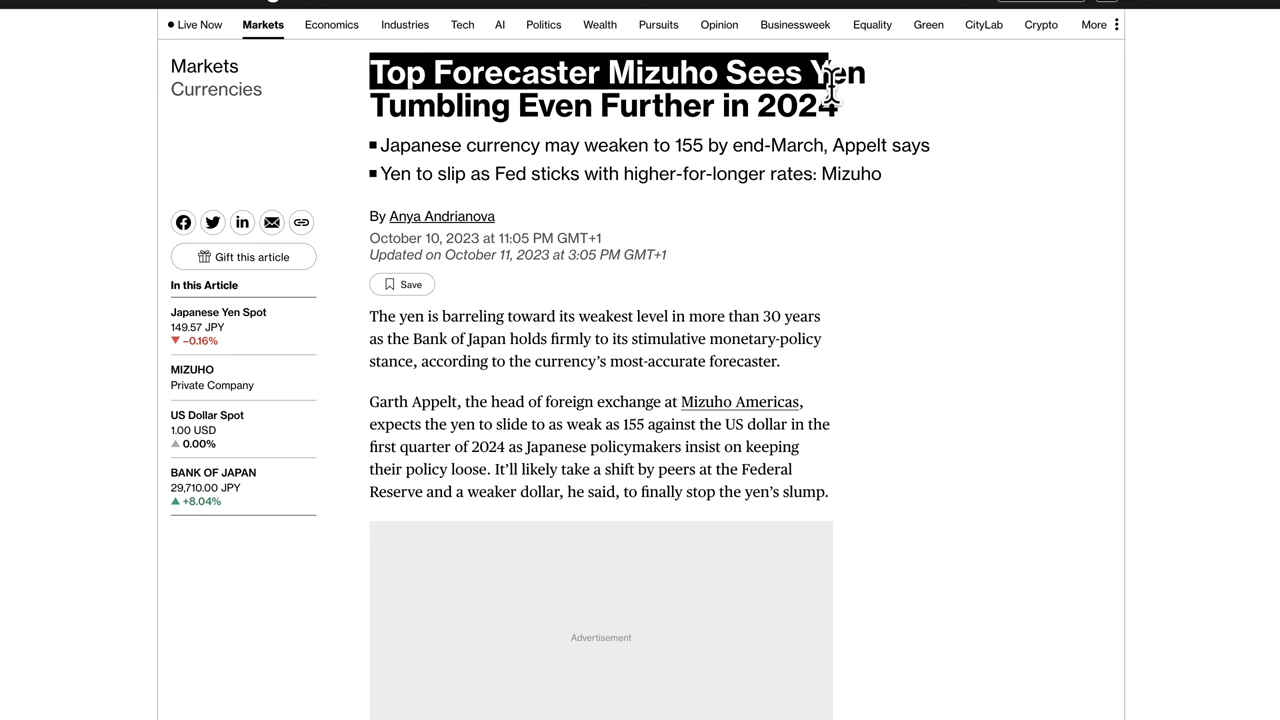 Live Now Markets Economics Industries Tech AI Politics Wealth Pursuits Opinion Businessweek Equality Green CityLab Crypto More
Markets
Currencies
Top Forecaster Mizuho Sees Yen
Tumbling Even Further in 2024
Japanese currency may weaken to 155 by end-March, Appelt says
Yen to slip as Fed sticks with higher-for-longer rates: Mizuho
By Anya Andrianova
October 10, 2023 at 11:05 PM GMT+1
Updated on October 11, 2023 at 3:05 PM GMT+1
Save
Gift this article
In this Article
Japanese Yen Spot
149.57 JPY
▼ –0.16%
MIZUHO
Private Company
US Dollar Spot
1.00 USD
▲ 0.00%
BANK OF JAPAN
29,710.00 JPY
▲ +8.04%
The yen is barreling toward its weakest level in more than 30 years
as the Bank of Japan holds firmly to its stimulative monetary-policy
stance, according to the currency’s most-accurate forecaster.
Garth Appelt, the head of foreign exchange at Mizuho Americas,
expects the yen to slide to as weak as 155 against the US dollar in the
first quarter of 2024 as Japanese policymakers insist on keeping
their policy loose. It’ll likely take a shift by peers at the Federal
Reserve and a weaker dollar, he said, to finally stop the yen’s slump.
Advertisement